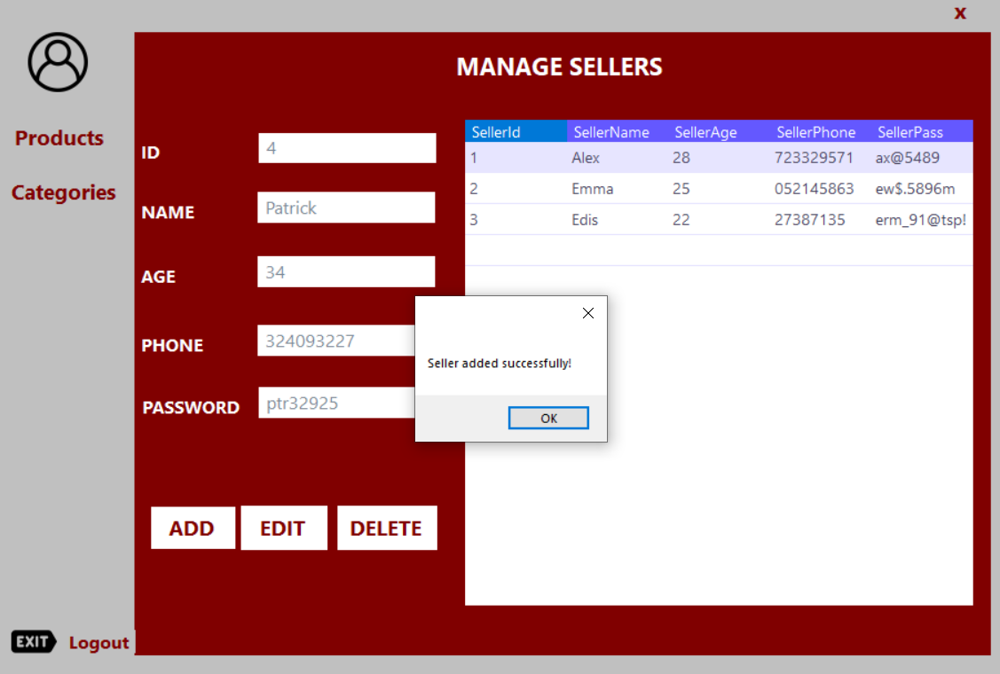 x
MANAGE SELLERS
Products
Categories
ID 4
NAME Patrick
AGE 34
PHONE 324093227
PASSWORD ptr32925
ADD EDIT DELETE
SellerId SellerName SellerAge SellerPhone SellerPass
1 Alex 28 723329571 ax@5489
2 Emma 25 052145863 ew$.5896m
3 Edis 22 27387135 erm_91@tsp!
Seller added successfully!
OK
EXIT Logout